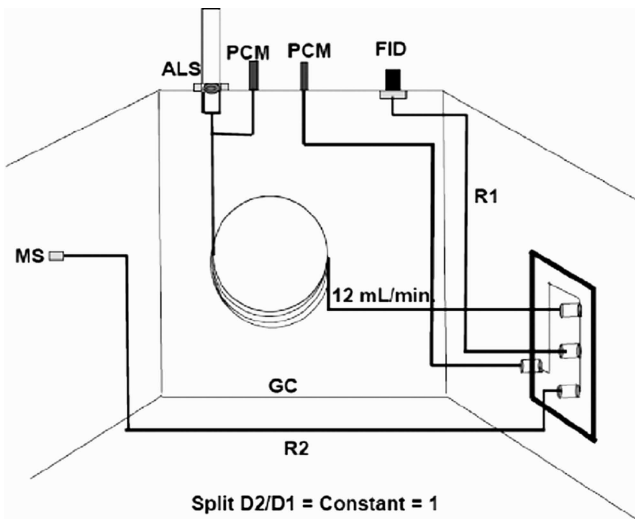 PCM
PCM
FID
ALS
R1
MS
12 mL/min.
GC
R2
Split D2/D1 = Constant = 1